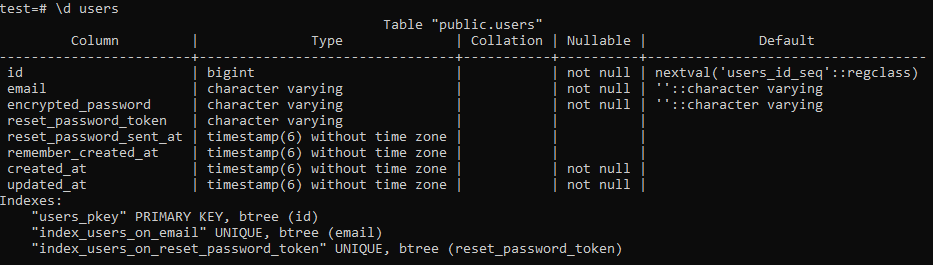 test=# \d users
                                          Table "public.users"
         Column         |              Type              | Collation | Nullable |              Default
------------------------+--------------------------------+-----------+----------+-----------------------------------
 id                     | bigint                         |           | not null | nextval('users_id_seq'::regclass)
 email                  | character varying              |           | not null | ''::character varying
 encrypted_password     | character varying              |           | not null | ''::character varying
 reset_password_token   | character varying              |           |          |
 reset_password_sent_at | timestamp(6) without time zone |           |          |
 remember_created_at    | timestamp(6) without time zone |           |          |
 created_at             | timestamp(6) without time zone |           | not null |
 updated_at             | timestamp(6) without time zone |           | not null |
Indexes:
    "users_pkey" PRIMARY KEY, btree (id)
    "index_users_on_email" UNIQUE, btree (email)
    "index_users_on_reset_password_token" UNIQUE, btree (reset_password_token)